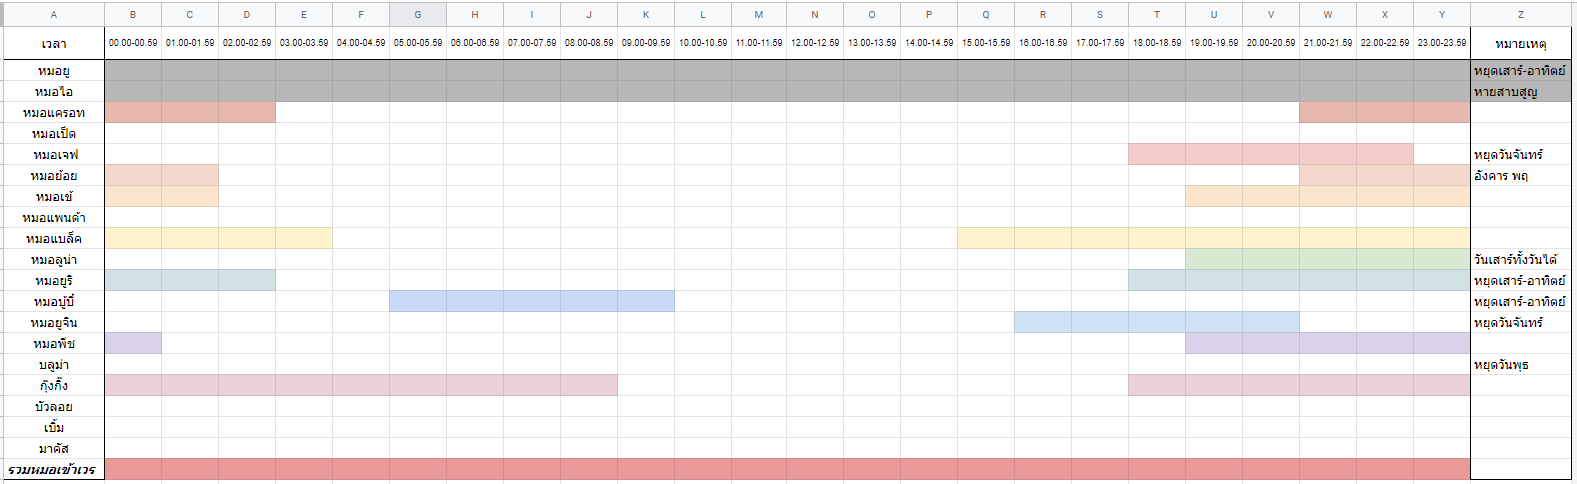 A B C D E F G H I J K L M N O P Q R S T U V W X Y Z
เวลา 00.00-00.59 01.00-01.59 02.00-02.59 03.00-03.59 04.00-04.59 05.00-05.59 06.00-06.59 07.00-07.59 08.00-08.59 09.00-09.59 10.00-10.59 11.00-11.59 12.00-12.59 13.00-13.59 14.00-14.59 15.00-15.59 16.00-16.59 17.00-17.59 18.00-18.59 19.00-19.59 20.00-20.59 21.00-21.59 22.00-22.59 23.00-23.59 หมายเหตุ
หมอยู หยุดเสาร์-อาทิตย์
หมอไอ หายสาบสูญ
หมอแครอท
หมอเป็ด
หมอเจฟ หยุดวันจันทร์
หมอย้อย อังคาร พฤ
หมอเข้
หมอแพนด้า
หมอแบล็ค
หมอลูน่า วันเสาร์ทั้งวันได้
หมอยูริ หยุดเสาร์-อาทิตย์
หมอบู้บี้ หยุดเสาร์-อาทิตย์
หมอยูจิน หยุดวันจันทร์
หมอพีช
บลูม่า หยุดวันพุธ
กุ๊งกิ๊ง
บัวลอย
เบิ้ม
มาคัส
รวมหมอเข้าเวร